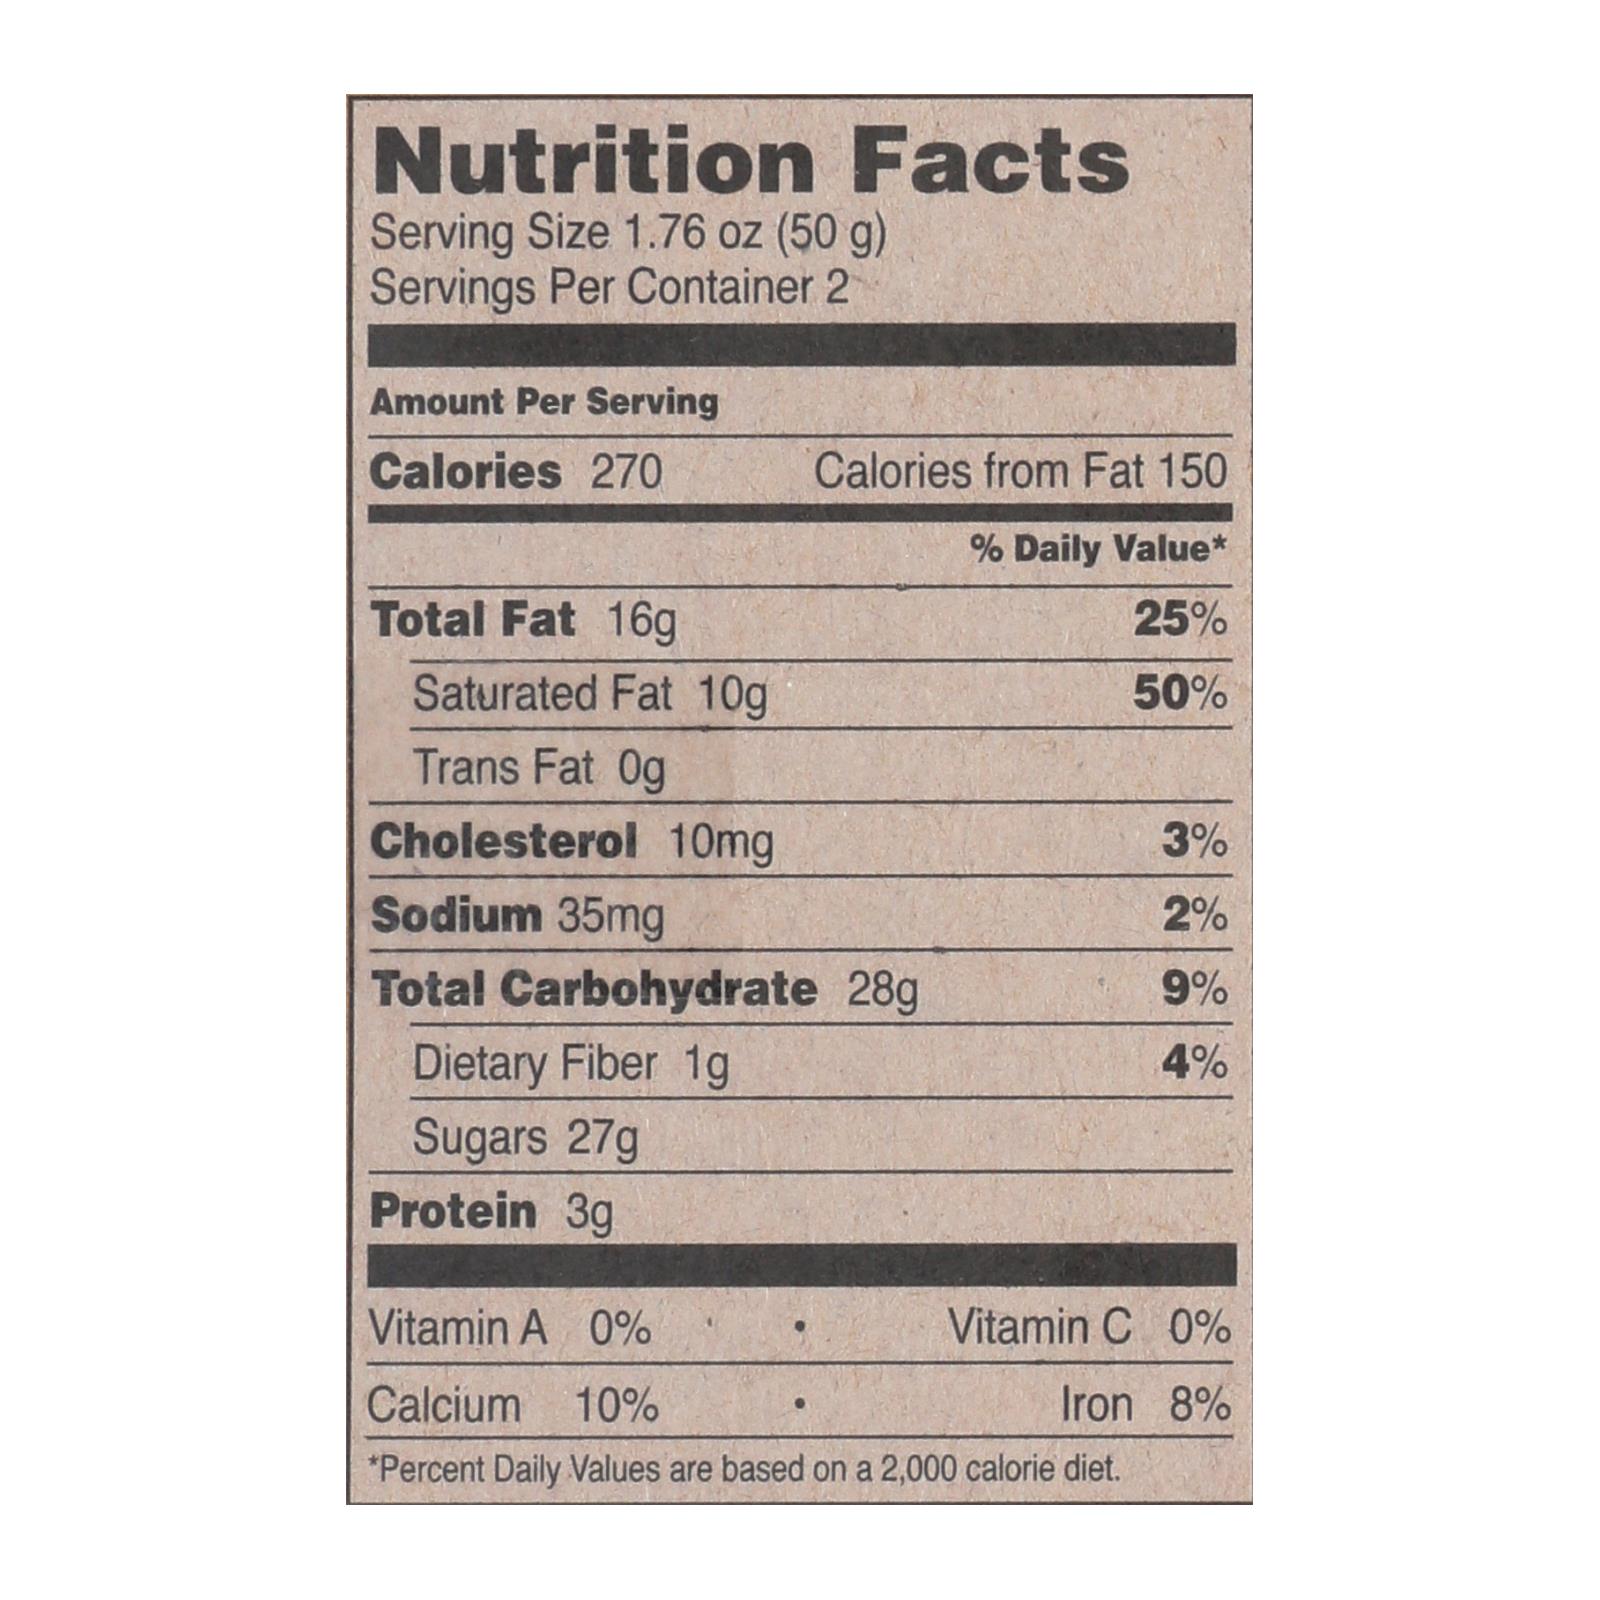 Nutrition Facts
Serving Size 1.76 oz (50 g)
Servings Per Container 2
Amount Per Serving
Calories 270 Calories from Fat 150
% Daily Value*
Total Fat 16g 25%
Saturated Fat 10g 50%
Trans Fat 0g
Cholesterol 10mg 3%
Sodium 35mg 2%
Total Carbohydrate 28g 9%
Dietary Fiber 1g 4%
Sugars 27g
Protein 3g
Vitamin A 0% • Vitamin C 0%
Calcium 10% • Iron 8%
*Percent Daily Values are based on a 2,000 calorie diet.